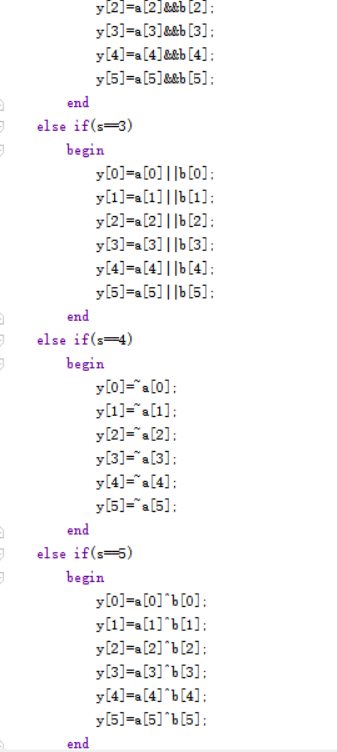 y[2]=a[2]&&b[2];
y[3]=a[3]&&b[3];
y[4]=a[4]&&b[4];
y[5]=a[5]&&b[5];
end
else if(s==3)
begin
y[0]=a[0]||b[0];
y[1]=a[1]||b[1];
y[2]=a[2]||b[2];
y[3]=a[3]||b[3];
y[4]=a[4]||b[4];
y[5]=a[5]||b[5];
end
else if(s==4)
begin
y[0]=~a[0];
y[1]=~a[1];
y[2]=~a[2];
y[3]=~a[3];
y[4]=~a[4];
y[5]=~a[5];
end
else if(s==5)
begin
y[0]=a[0]^b[0];
y[1]=a[1]^b[1];
y[2]=a[2]^b[2];
y[3]=a[3]^b[3];
y[4]=a[4]^b[4];
y[5]=a[5]^b[5];
end